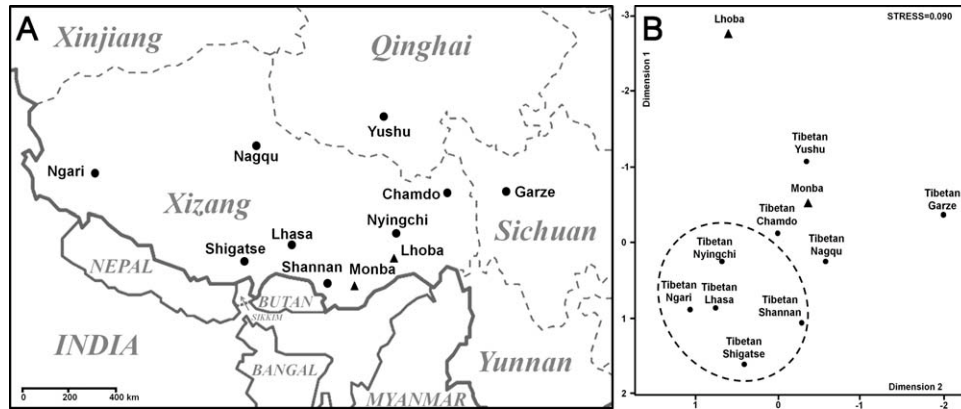 A
Xinjiang
Qinghai
Yushu
Nagqu
Ngari
Chamdo
Garze
Xizang
Nyingchi
Lhasa
Lhoba
Sichuan
Shigatse
Shannan
Monba
NEPAL
BUTAN
SIKKIM
INDIA
Yunnan
BANGAL
MYANMAR
0 200 400 km
B
STRESS=0.090
Lhoba
Dimension 1
-3
-2
-1
0
1
2
Tibetan
Yushu
Monba
Tibetan
Garze
Tibetan
Chamdo
Tibetan
Nyingchi
Tibetan
Nagqu
Tibetan
Ngari
Tibetan
Lhasa
Tibetan
Shannan
Tibetan
Shigatse
Dimension 2
1
0
-1
-2